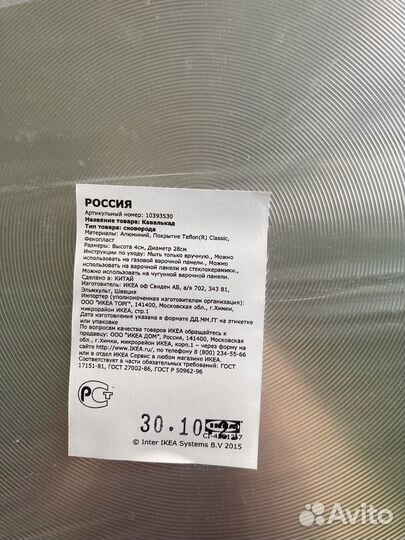 РОССИЯ
Артикульный номер: 10393530
Название товара: Кавалькад
Тип товара: сковорода
Материалы: Алюминий, Покрытие Teflon(R) Classic,
Фенопласт
Размеры: Высота 4см, Диаметр 28см
Инструкции по уходу: Мыть только вручную., Можно
использовать на газовой варочной панели., Можно
использовать на варочной панели из стеклокерамики.,
Можно использовать на чугунной варочной панели.
Сделано в: КИТАЙ
Изготовитель: ИКЕА оф Свиден АБ, а/я 702, 343 81,
Эльмхульт, Швеция
Импортер (уполномоченная изготовителем организация):
ООО "ИКЕА ТОРГ", 141400, Московская обл., г.Химки,
микрорайон ИКЕА, стр.1
Дата изготовления указана в формате ДД.ММ.ГГ на этикетке
или упаковке
По вопросам качества товаров ИКЕА обращайтесь к
продавцу: ООО "ИКЕА ДОМ", Россия, 141400, Московская
обл., г.Химки, микрорайон ИКЕА, корп.1 – через форму на
сайте http://www.IKEA.ru/, по телефону 8 (800) 234-55-66
или в отделе ИКЕА Сервис в любом магазине ИКЕА.
Соответствует в части обязательных требований: ГОСТ
17151-81, ГОСТ 27002-86, ГОСТ Р 50962-96
РСТ
30.10
© Inter IKEA Systems B.V 2015
Avito